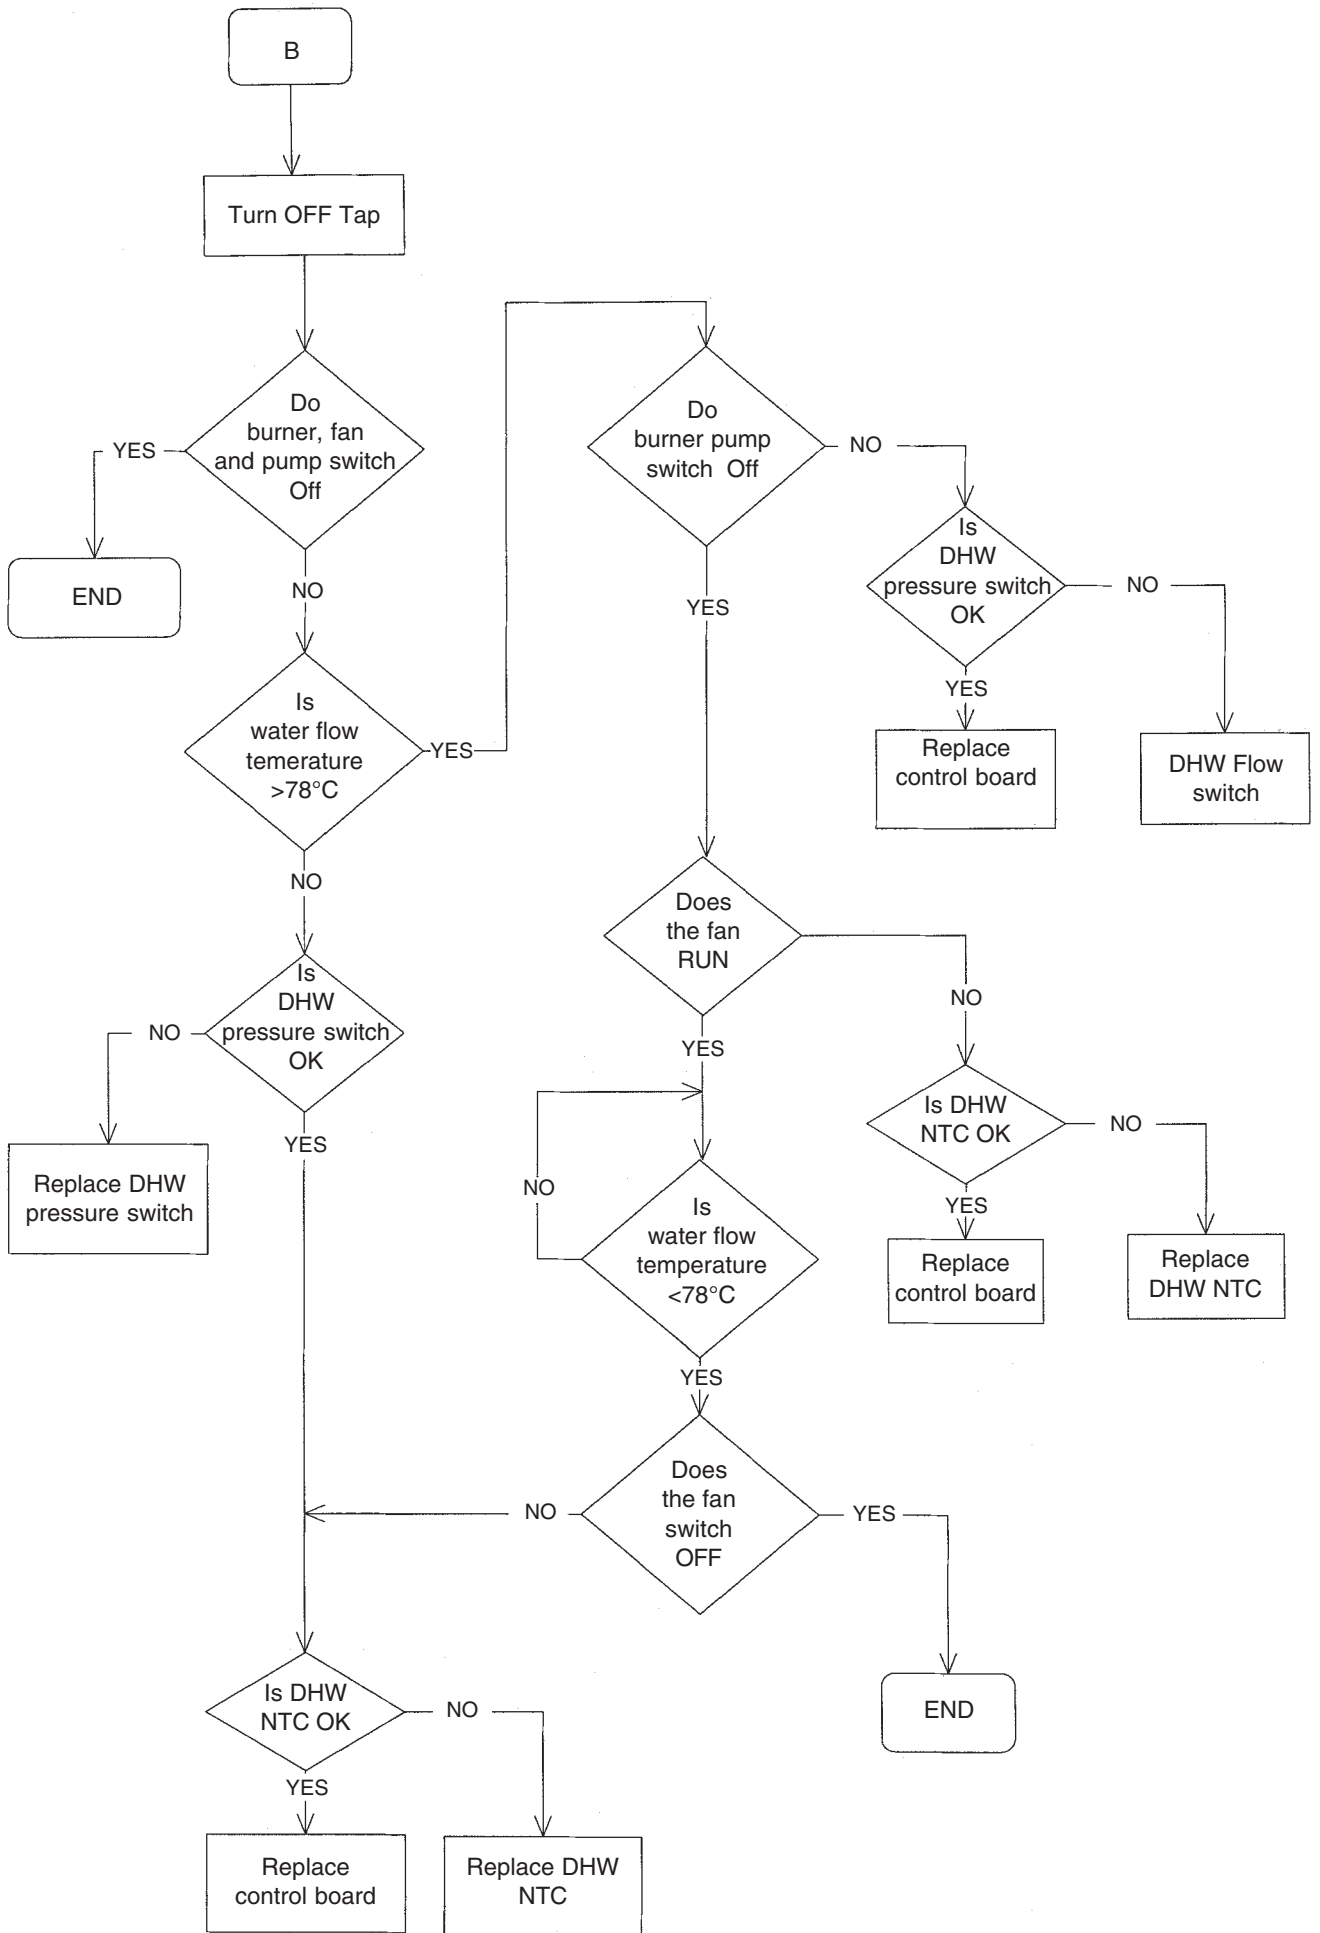 B
Turn OFF Tap
Do
burner, fan
and pump switch
Off
YES
END
NO
Is
water flow
temerature
>78°C
YES
NO
Is
DHW
pressure switch
OK
NO
Replace DHW
pressure switch
YES
Do
burner pump
switch Off
NO
Is
DHW
pressure switch
OK
NO
DHW Flow
switch
YES
Replace
control board
YES
Does
the fan
RUN
NO
Is DHW
NTC OK
NO
Replace
DHW NTC
YES
Replace
control board
YES
NO
Is
water flow
temperature
<78°C
YES
Does
the fan
switch
OFF
NO
YES
END
Is DHW
NTC OK
NO
YES
Replace
control board
Replace DHW
NTC